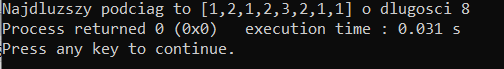 Najdluzszy podciag to [1,2,1,2,3,2,1,1] o dlugosci 8
Process returned 0 (0x0)   execution time : 0.031 s
Press any key to continue.